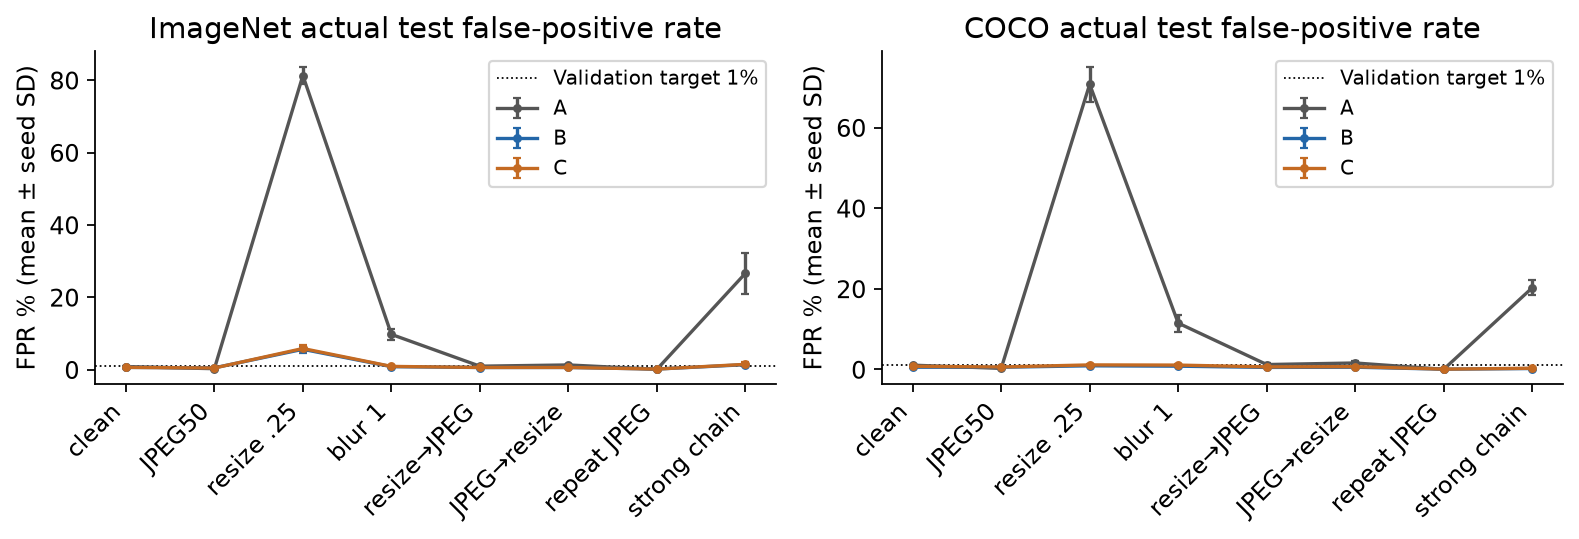 ImageNet actual test false-positive rate
FPR % (mean ± seed SD)
80
60
40
20
0
Validation target 1%
A
B
C
clean
JPEG50
resize .25
blur 1
resize→JPEG
JPEG→resize
repeat JPEG
strong chain
COCO actual test false-positive rate
FPR % (mean ± seed SD)
60
40
20
0
Validation target 1%
A
B
C
clean
JPEG50
resize .25
blur 1
resize→JPEG
JPEG→resize
repeat JPEG
strong chain